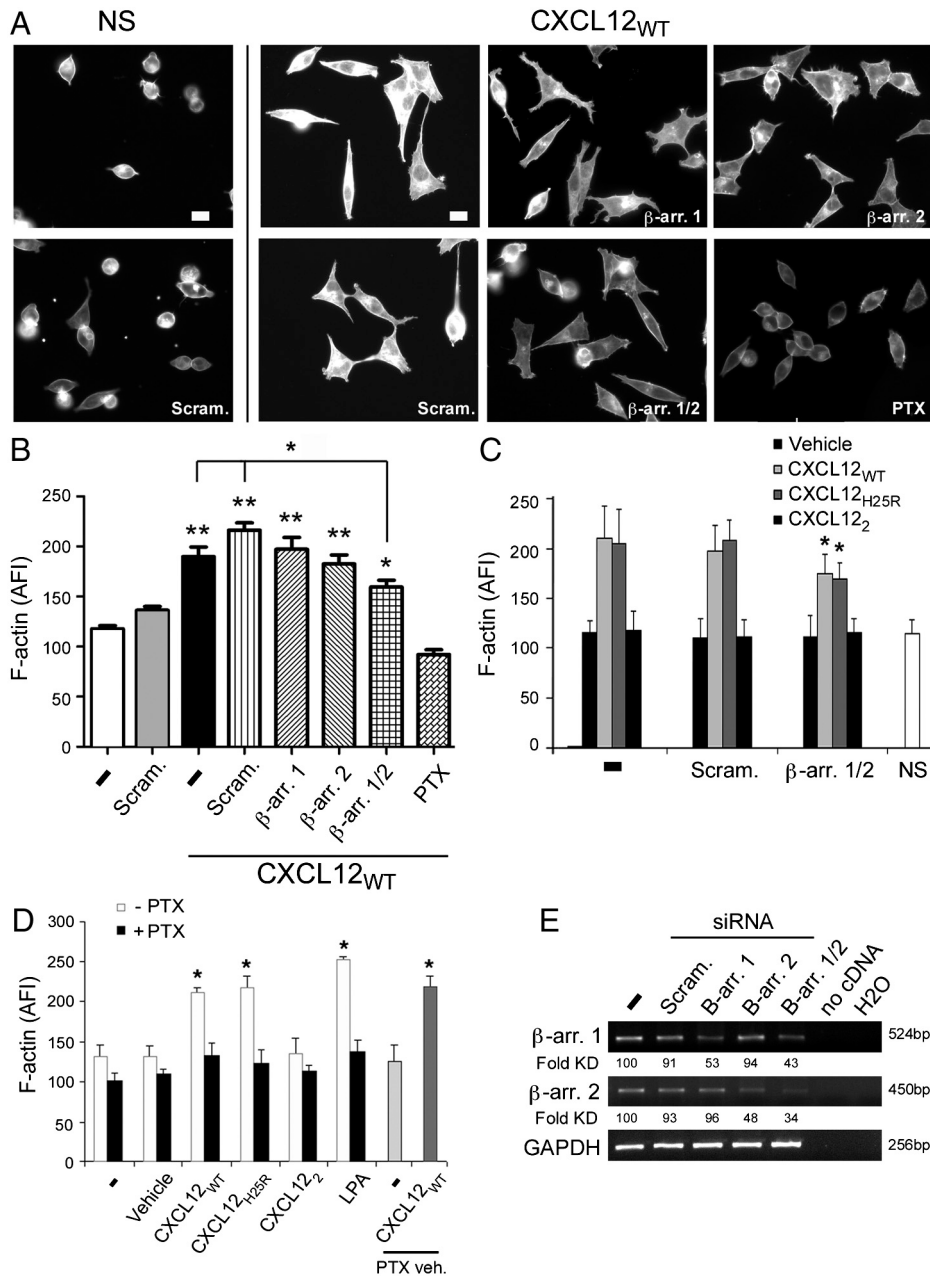 A NS CXCL12WT
β-arr. 1
β-arr. 2
Scram.
Scram.
β-arr. 1/2
PTX
B
*
250
200
150
100
50
0
F-actin (AFI)
** ** ** ** *
- Scram. - Scram. β-arr. 1 β-arr. 2 β-arr. 1/2 PTX
CXCL12WT
C
Vehicle
CXCL12WT
CXCL12H25R
CXCL122
250
200
150
100
50
0
F-actin (AFI)
* *
- Scram. β-arr. 1/2 NS
D
- PTX
+ PTX
300
250
200
150
100
50
0
F-actin (AFI)
* * * *
- Vehicle CXCL12WT CXCL12H25R CXCL122 LPA - CXCL12WT
PTX veh.
E
siRNA
- Scram. B-arr. 1 B-arr. 2 B-arr. 1/2 no cDNA H2O
β-arr. 1 524bp
Fold KD 100 91 53 94 43
β-arr. 2 450bp
Fold KD 100 93 96 48 34
GAPDH 256bp